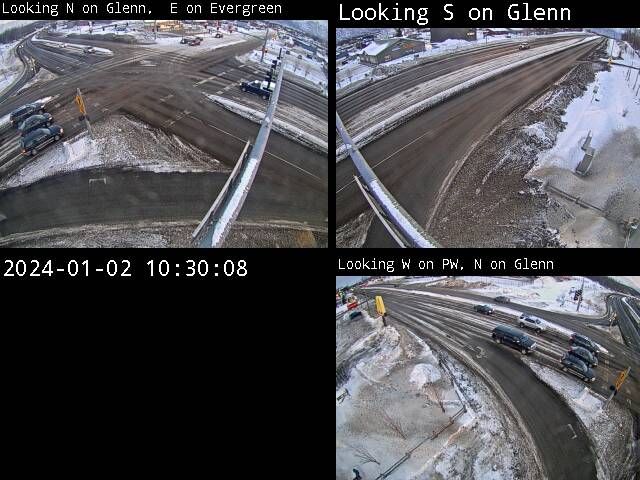 Looking N on Glenn,  E on Evergreen
Looking S on Glenn
2024-01-02 10:30:08
Looking W on PW, N on Glenn